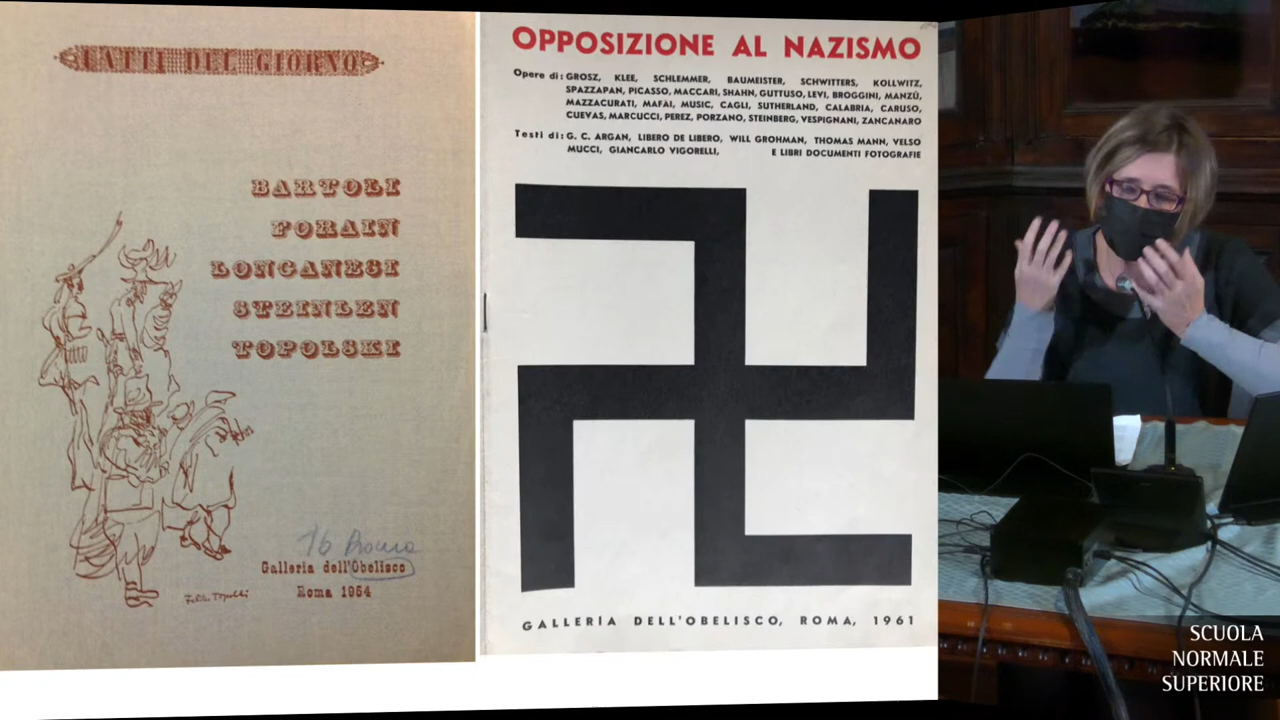 FATTI DEL GIORNO
BARTOLI
FORAIN
LONGANESI
STEINLEN
TOPOLSKI
16 Roma
Galleria dell'Obelisco
Roma 1954
OPPOSIZIONE AL NAZISMO
Opere di: GROSZ, KLEE, SCHLEMMER, BAUMEISTER, SCHWITTERS, KOLLWITZ,
SPAZZAPAN, PICASSO, MACCARI, SHAHN, GUTTUSO, LEVI, BROGGINI, MANZÙ,
MAZZACURATI, MAFAI, MUSIC, CAGLI, SUTHERLAND, CALABRIA, CARUSO,
CUEVAS, MARCUCCI, PEREZ, PORZANO, STEINBERG, VESPIGNANI, ZANCANARO
Testi di: G. C. ARGAN, LIBERO DE LIBERO, WILL GROHMAN, THOMAS MANN, VELSO
MUCCI, GIANCARLO VIGORELLI, E LIBRI DOCUMENTI FOTOGRAFIE
GALLERIA DELL'OBELISCO, ROMA, 1961
SCUOLA
NORMALE
SUPERIORE